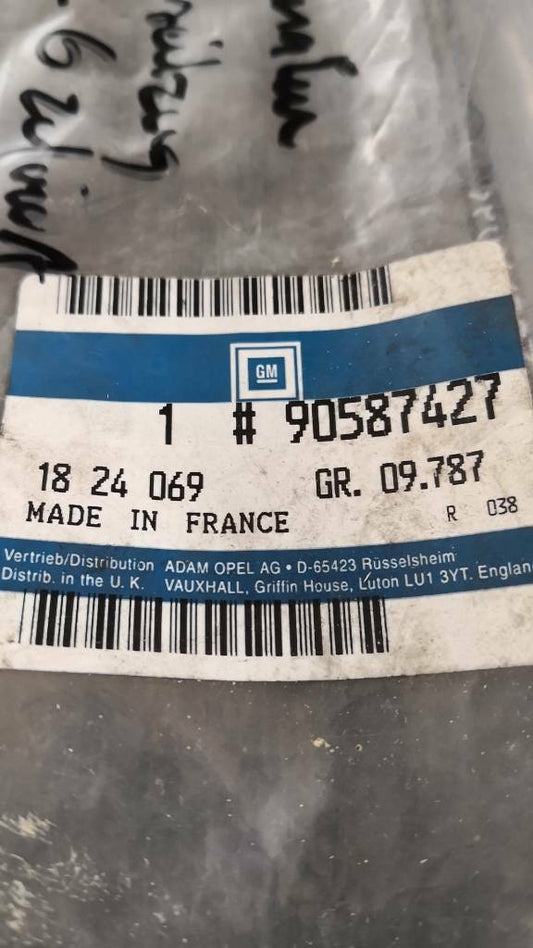 GM
1 # 90587427
18 24 069 GR. 09.787
MADE IN FRANCE R 038
Vertrieb/Distribution ADAM OPEL AG • D-65423 Rüsselsheim
Distrib. in the U. K. VAUXHALL, Griffin House, Luton LU1 3YT. England